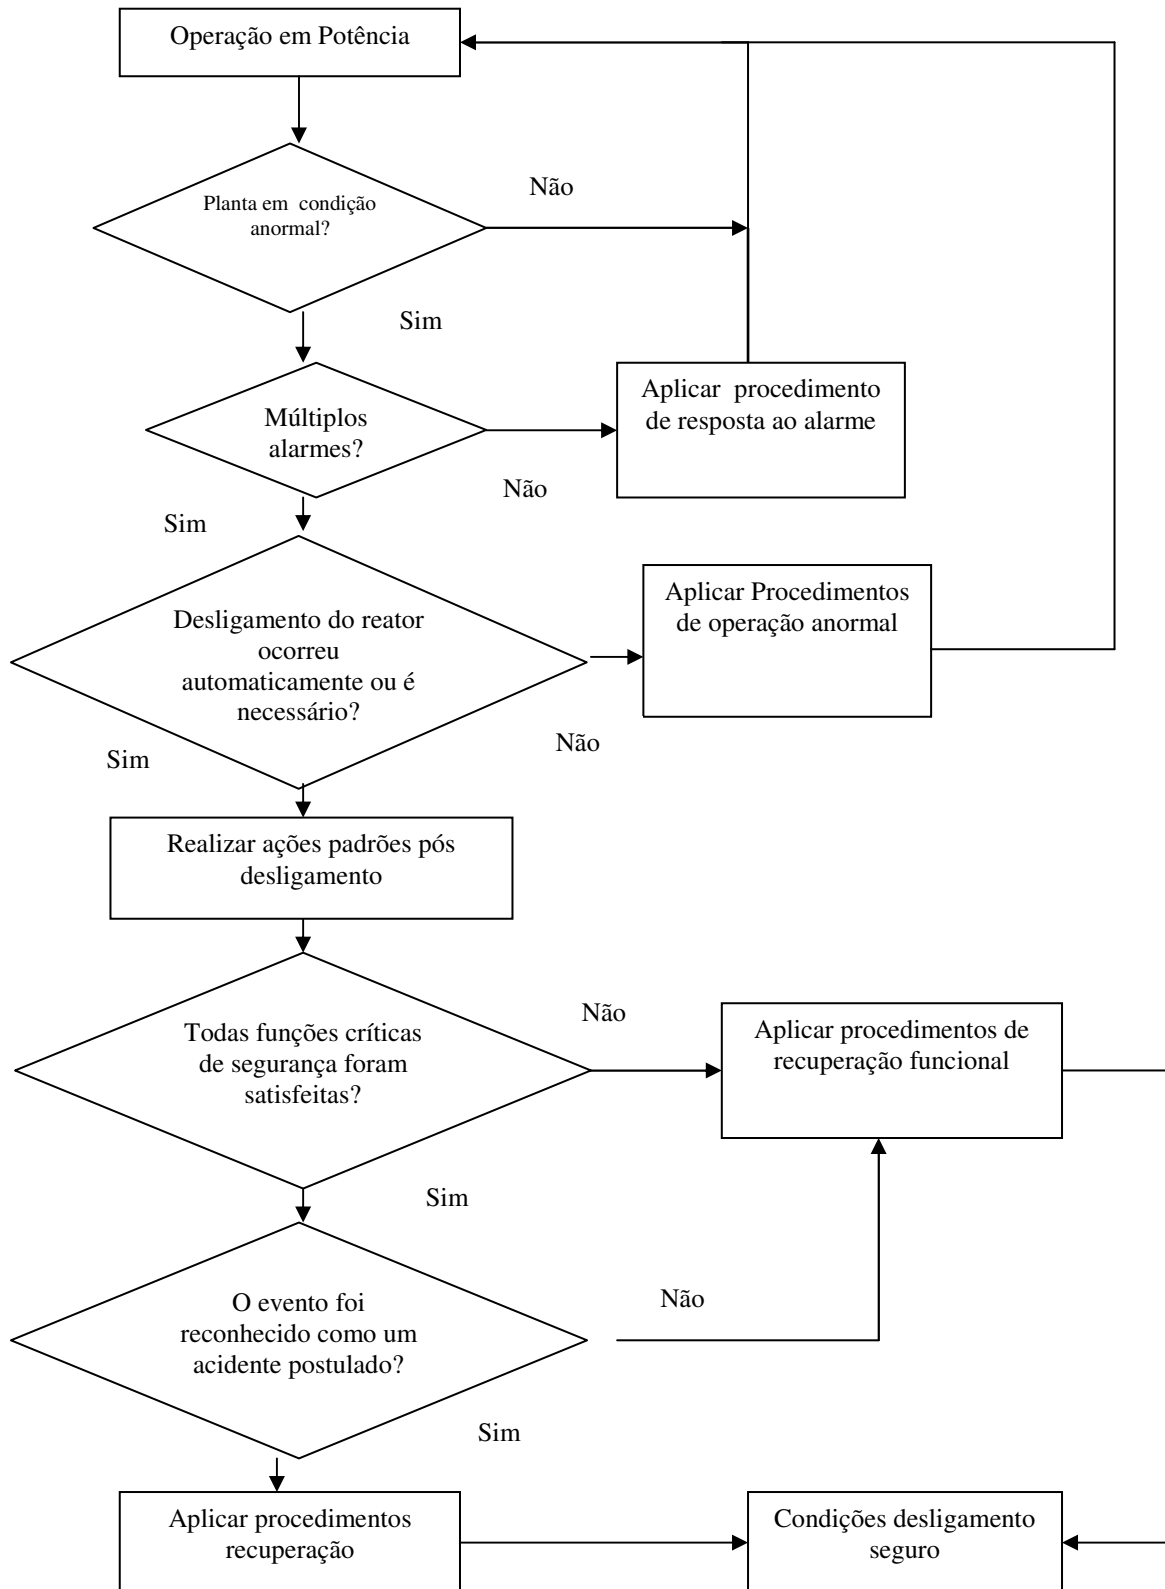 Operação em Potência
Planta em condição
anormal?
Não
Sim
Múltiplos
alarmes?
Aplicar procedimento
de resposta ao alarme
Não
Sim
Desligamento do reator
ocorreu
automaticamente ou é
necessário?
Aplicar Procedimentos
de operação anormal
Não
Sim
Realizar ações padrões pós
desligamento
Todas funções críticas
de segurança foram
satisfeitas?
Não
Aplicar procedimentos de
recuperação funcional
Sim
O evento foi
reconhecido como um
acidente postulado?
Não
Sim
Aplicar procedimentos
recuperação
Condições desligamento
seguro